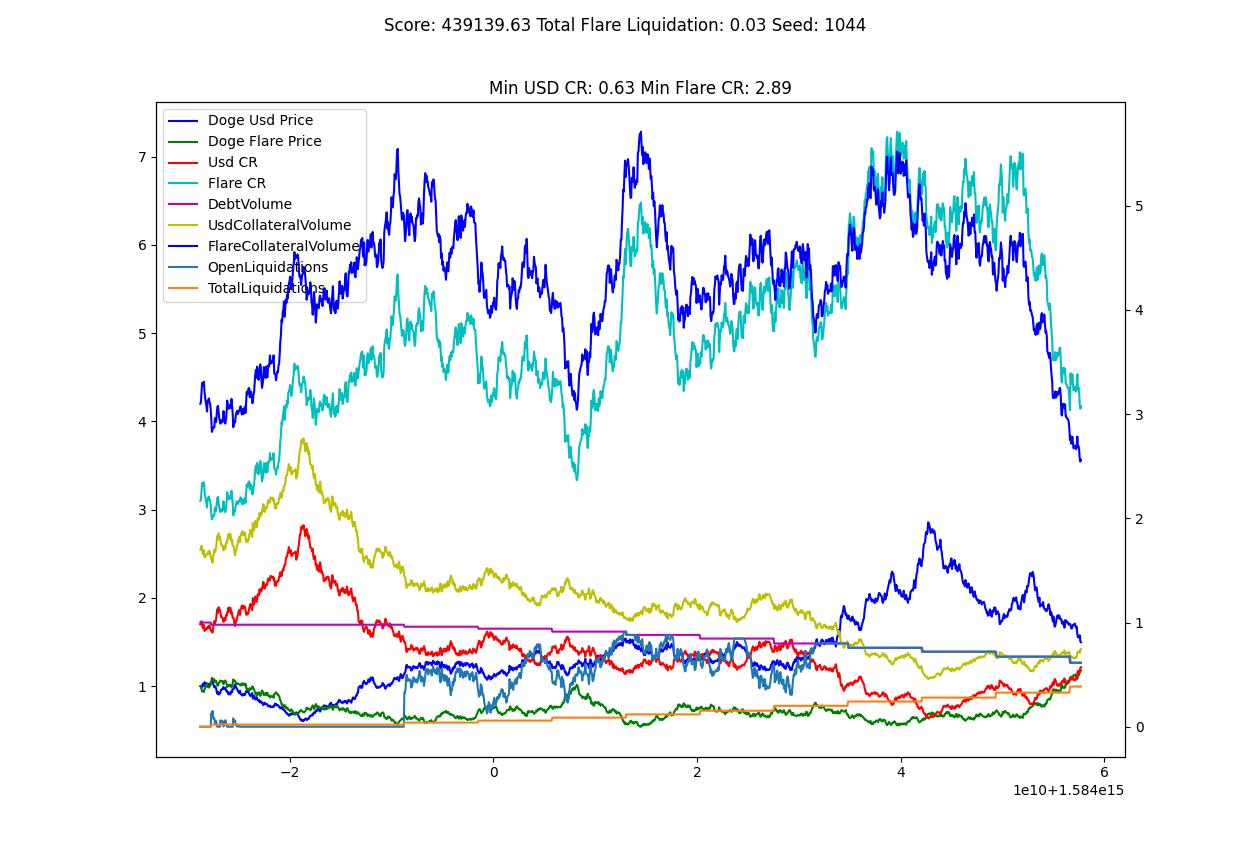 Score: 439139.63 Total Flare Liquidation: 0.03 Seed: 1044
Min USD CR: 0.63 Min Flare CR: 2.89
Doge Usd Price
Doge Flare Price
Usd CR
Flare CR
DebtVolume
UsdCollateralVolume
FlareCollateralVolume
OpenLiquidations
TotalLiquidations
7
6
5
4
3
2
1
5
4
3
2
1
0
−2
0
2
4
6
1e10+1.584e15